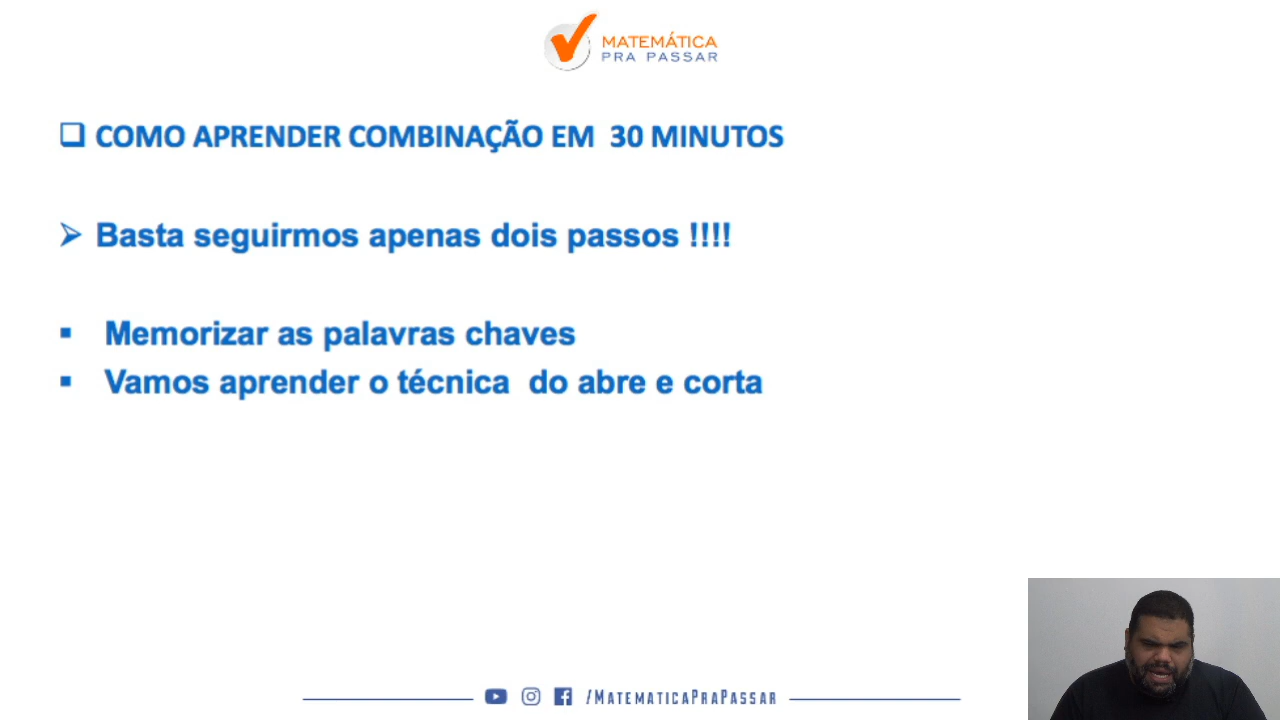 MATEMÁTICA
PRA PASSAR
COMO APRENDER COMBINAÇÃO EM 30 MINUTOS
Basta seguirmos apenas dois passos !!!!
Memorizar as palavras chaves
Vamos aprender o técnica do abre e corta
/MATEMATICAPRAPASSAR